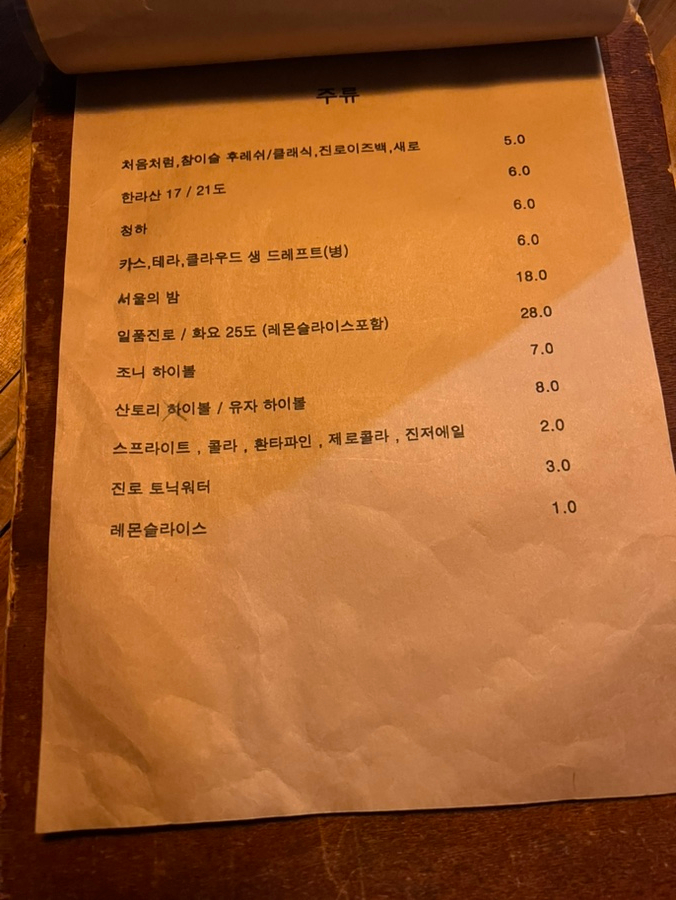 주류
처음처럼,참이슬 후레쉬/클래식,진로이즈백,새로 5.0
한라산 17 / 21도 6.0
청하 6.0
카스,테라,클라우드 생 드래프트(병) 6.0
서울의 밤 18.0
일품진로 / 화요 25도 (레몬슬라이스포함) 28.0
조니 하이볼 7.0
산토리 하이볼 / 유자 하이볼 8.0
스프라이트 , 콜라 , 환타파인 , 제로콜라 , 진저에일 2.0
진로 토닉워터 3.0
레몬슬라이스 1.0